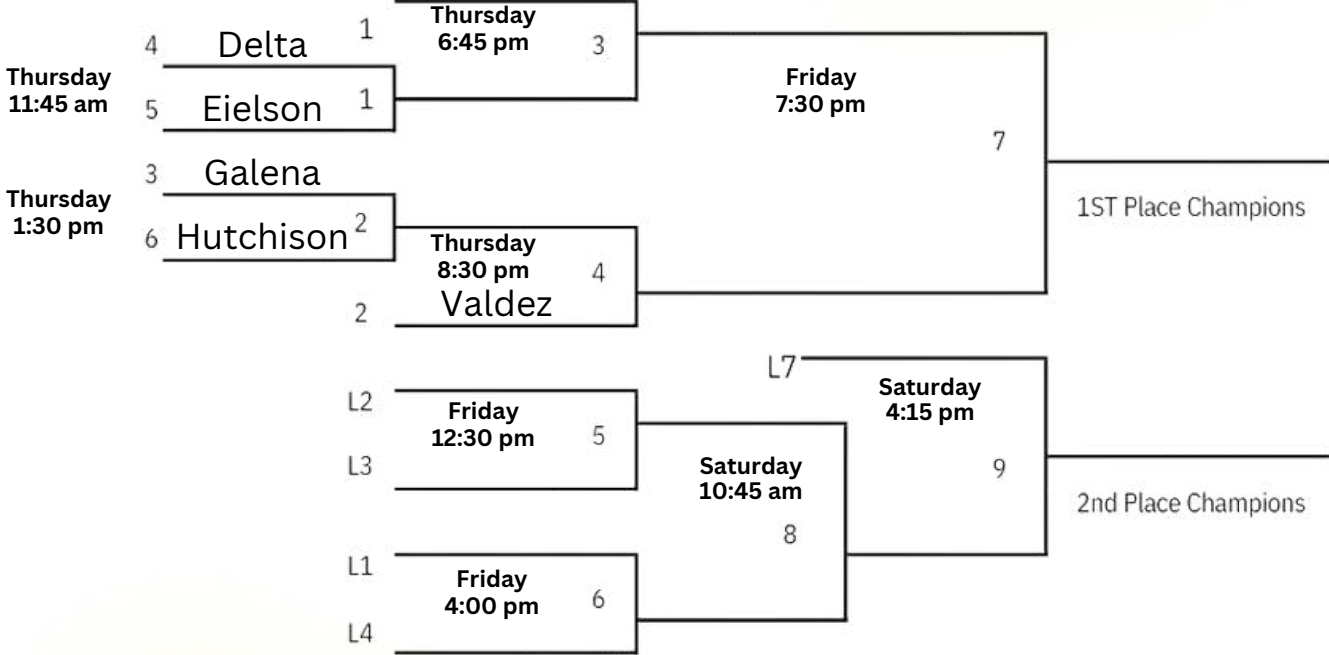 1
Thursday
6:45 pm
3
4
Delta
Thursday
11:45 am
5
Eielson
1
Friday
7:30 pm
7
3
Galena
Thursday
1:30 pm
6
Hutchison
2
1ST Place Champions
Thursday
8:30 pm
4
2
Valdez
L7
Saturday
4:15 pm
9
L2
Friday
12:30 pm
5
L3
Saturday
10:45 am
8
2nd Place Champions
L1
Friday
4:00 pm
6
L4